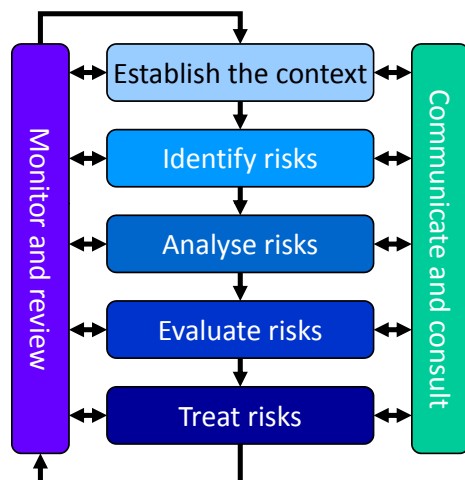 Establish the context
Identify risks
Analyse risks
Evaluate risks
Treat risks
Monitor and review
Communicate and consult